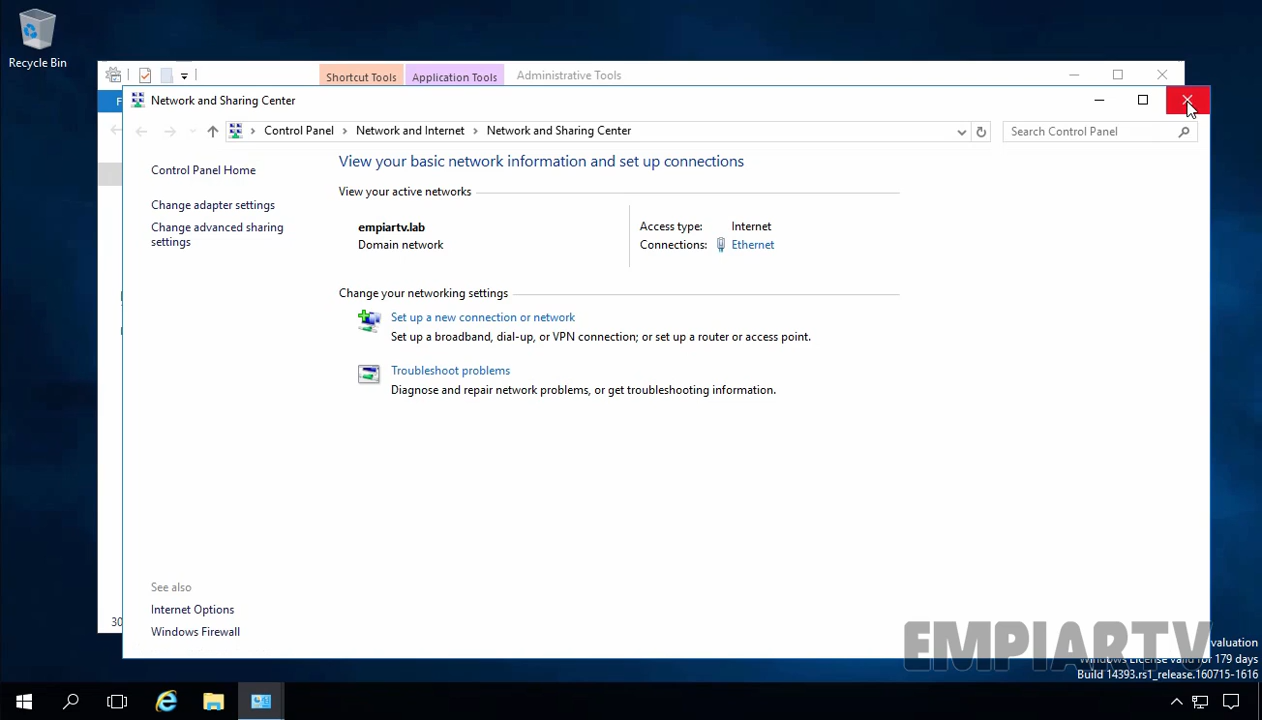 Recycle Bin
Shortcut Tools
Application Tools
Administrative Tools
F
Network and Sharing Center
Control Panel > Network and Internet > Network and Sharing Center
Search Control Panel
Control Panel Home
Change adapter settings
Change advanced sharing
settings
View your basic network information and set up connections
View your active networks
empiartv.lab
Domain network
Access type: Internet
Connections: Ethernet
Change your networking settings
Set up a new connection or network
Set up a broadband, dial-up, or VPN connection; or set up a router or access point.
Troubleshoot problems
Diagnose and repair network problems, or get troubleshooting information.
See also
Internet Options
Windows Firewall
30
EMPIARTV
valuation
Windows License valid for 179 days
Build 14393.rs1_release.160715-1616